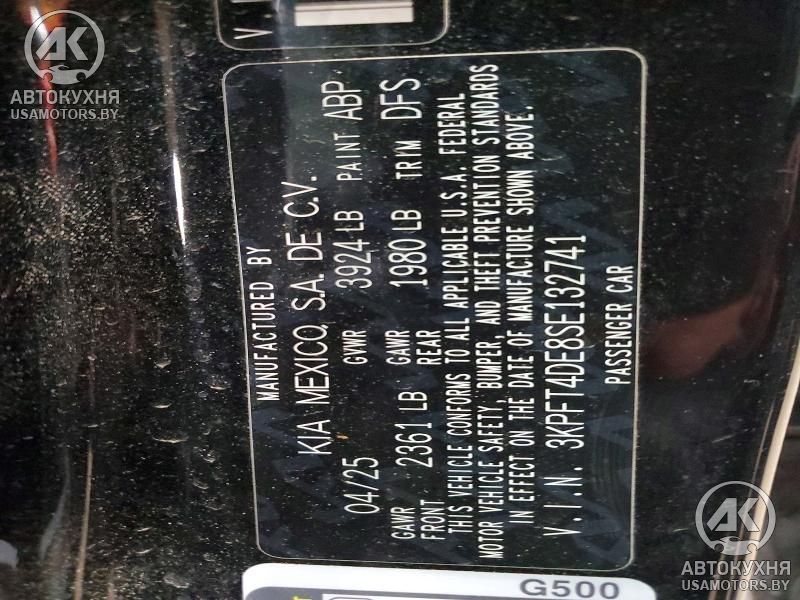 V.I
MANUFACTURED BY
KIA MEXICO, S.A. DE C.V.
04/25 GVWR 3924 LB PAINT ABP
GAWR FRONT 2361 LB GAWR REAR 1980 LB TRIM DFS
THIS VEHICLE CONFORMS TO ALL APPLICABLE U.S.A. FEDERAL
MOTOR VEHICLE SAFETY, BUMPER, AND THEFT PREVENTION STANDARDS
IN EFFECT ON THE DATE OF MANUFACTURE SHOWN ABOVE.
V.I.N. 3KPFT4DE8SE132741
PASSENGER CAR
G500
АК
АВТОКУХНЯ
USAMOTORS.BY
АК
АВТОКУХНЯ
USAMOTORS.BY